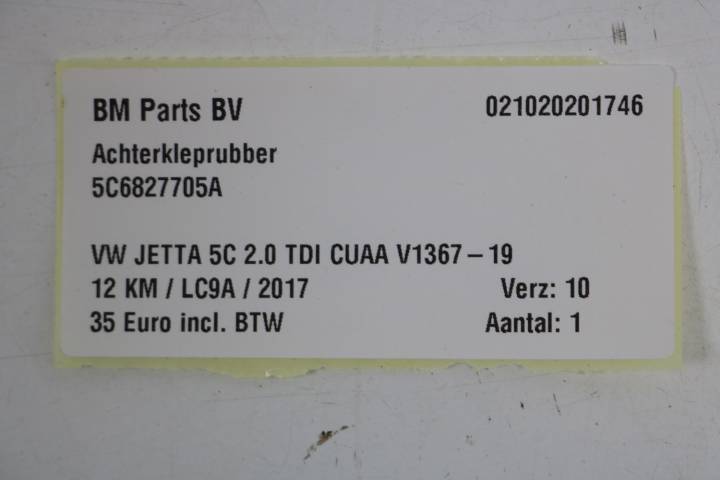 BM Parts BV 021020201746
Achterkleprubber
5C6827705A
VW JETTA 5C 2.0 TDI CUAA V1367 – 19
12 KM / LC9A / 2017 Verz: 10
35 Euro incl. BTW Aantal: 1